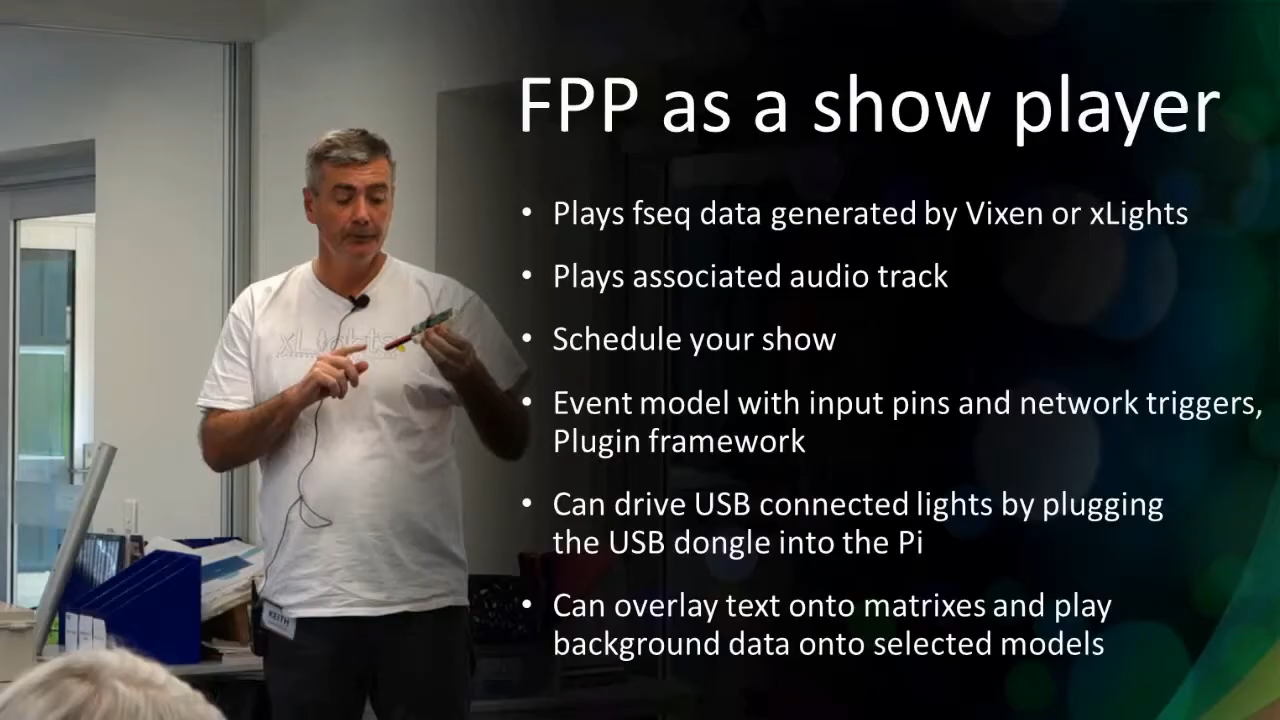 FPP as a show player
• Plays fseq data generated by Vixen or xLights
• Plays associated audio track
• Schedule your show
• Event model with input pins and network triggers,
Plugin framework
• Can drive USB connected lights by plugging
the USB dongle into the Pi
• Can overlay text onto matrixes and play
background data onto selected models
xLights
KEITH